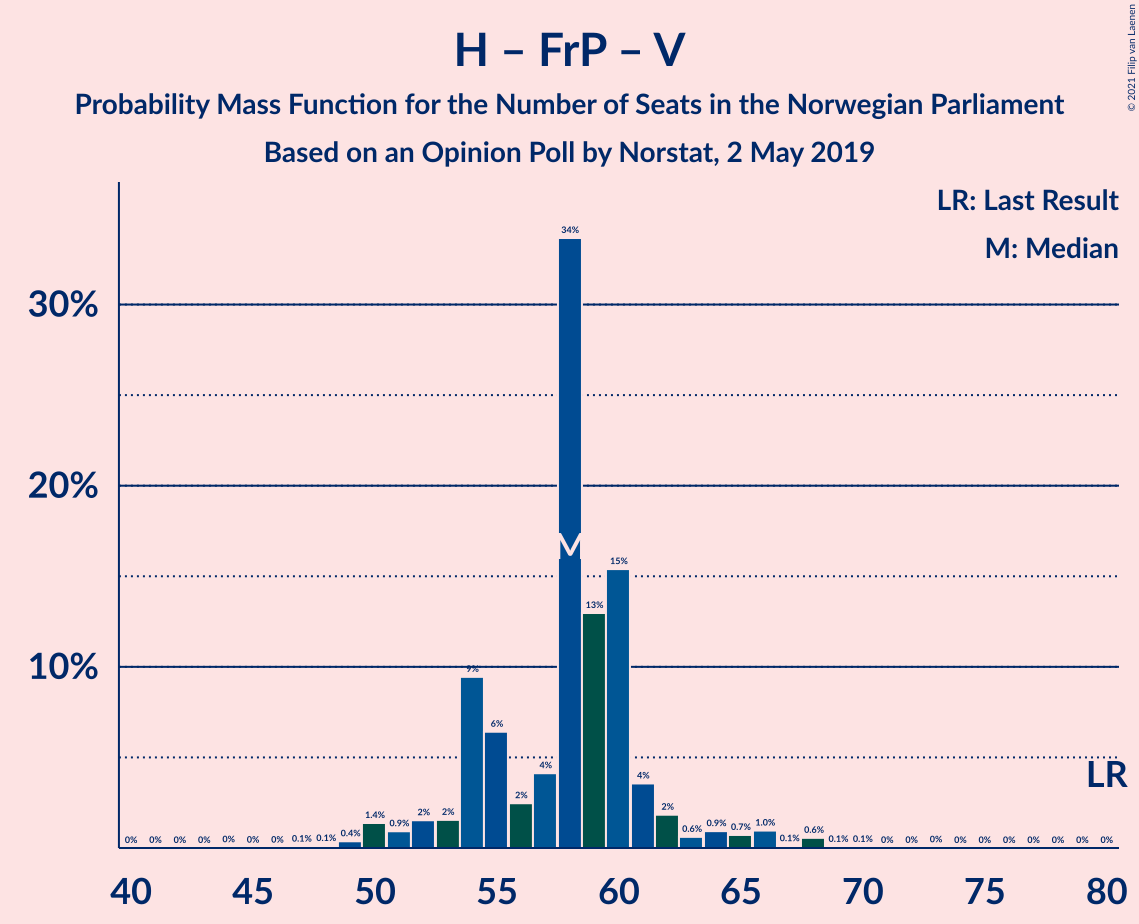 H – FrP – V
Probability Mass Function for the Number of Seats in the Norwegian Parliament
Based on an Opinion Poll by Norstat, 2 May 2019
© 2021 Filip van Laenen
LR: Last Result
M: Median
34%
30%
20%
M
15%
13%
10%
9%
6%
4%
LR
2%
4%
2%
0% 0% 0% 0% 0% 0% 0% 0.1% 0.1% 0.4% 1.4% 0.9% 2% 2% 0.6% 0.9% 0.7% 1.0% 0.1% 0.6% 0.1% 0.1% 0% 0% 0% 0% 0% 0% 0% 0% 0% 0%
40 45 50 55 60 65 70 75 80